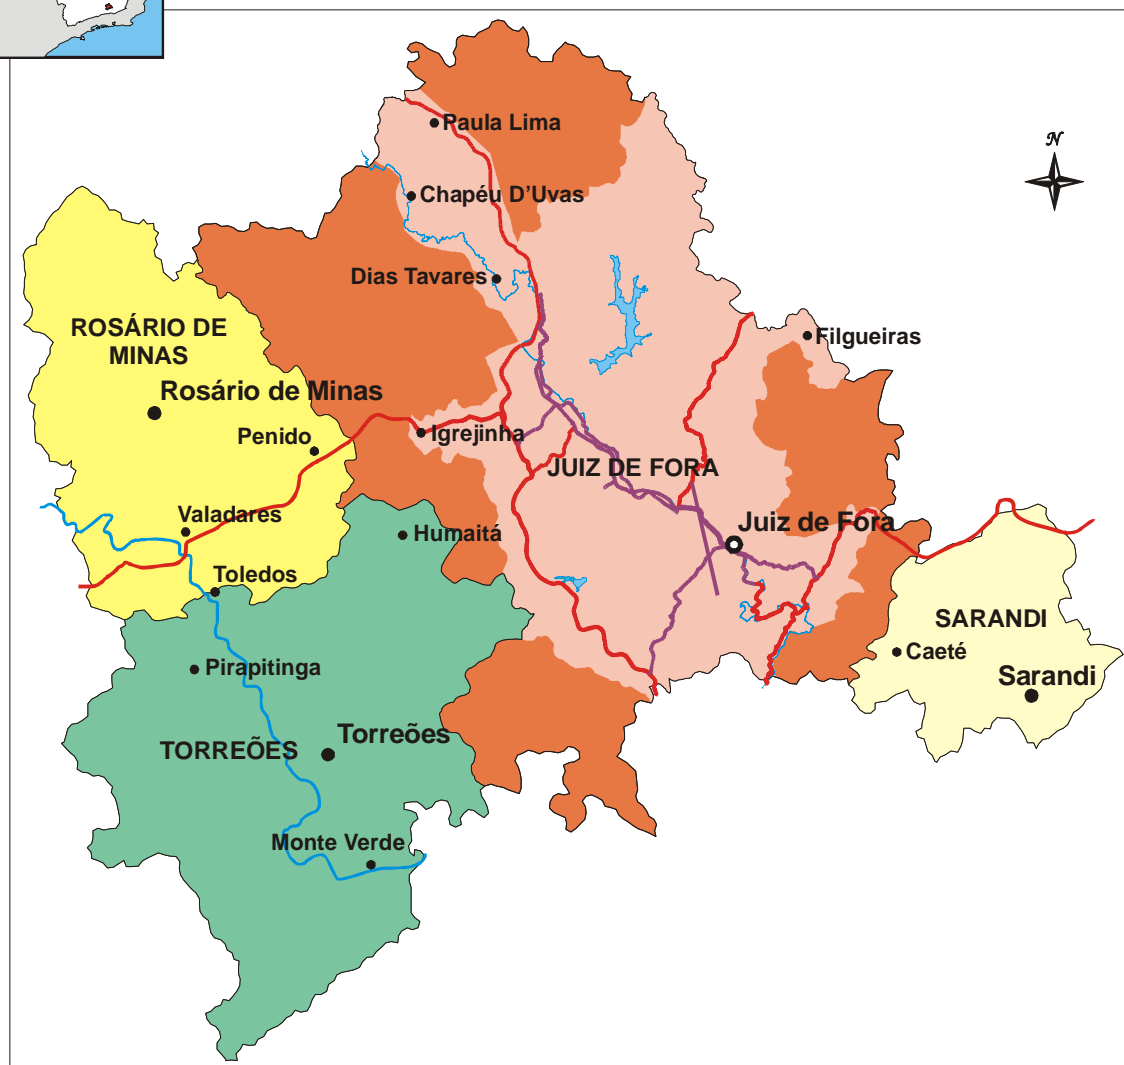 N
Paula Lima
Chapéu D'Uvas
Dias Tavares
ROSÁRIO DE
MINAS
Filgueiras
Rosário de Minas
Penido
Igrejinha
JUIZ DE FORA
Valadares
Humaitá
Juiz de Fora
Toledos
SARANDI
Caeté
Pirapitinga
Sarandi
Torreões
TORREÕES
Monte Verde